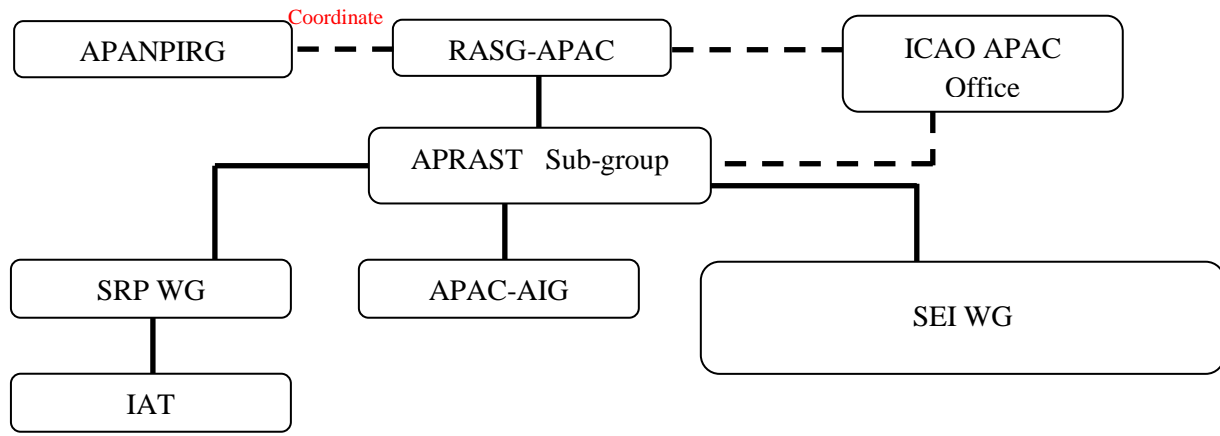 Coordinate
APANPIRG
RASG-APAC
ICAO APAC
Office
APRAST Sub-group
SRP WG
APAC-AIG
SEI WG
IAT